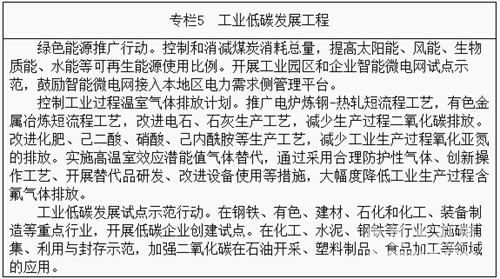 专栏5 工业低碳发展工程
绿色能源推广行动。控制和消减煤炭消耗总量，提高太阳能、风能、生物
质能、水能等可再生能源使用比例。开展工业园区和企业智能微电网试点示
范，鼓励智能微电网接入本地区电力需求侧管理平台。
控制工业过程温室气体排放计划。推广电炉炼钢-热轧短流程工艺，有色金
属冶炼短流程工艺，改进电石、石灰生产工艺，减少生产过程二氧化碳排放。
改进化肥、己二酸、硝酸、己内酰胺等生产工艺，减少工业生产过程氧化亚氮
的排放。实施高温室效应潜能值气体替代，通过采用合理防护性气体、创新操
作工艺、开展替代品研发、改进设备使用等措施，大幅度降低工业生产过程含
氟气体排放。
工业低碳发展试点示范行动。在钢铁、有色、建材、石化和化工、装备制
造等重点行业，开展低碳企业创建试点。在化工、水泥、钢铁等行业实施碳捕
集、利用与封存示范，加强二氧化碳在石油开采、塑料制品、食品加工等领域
的应用。